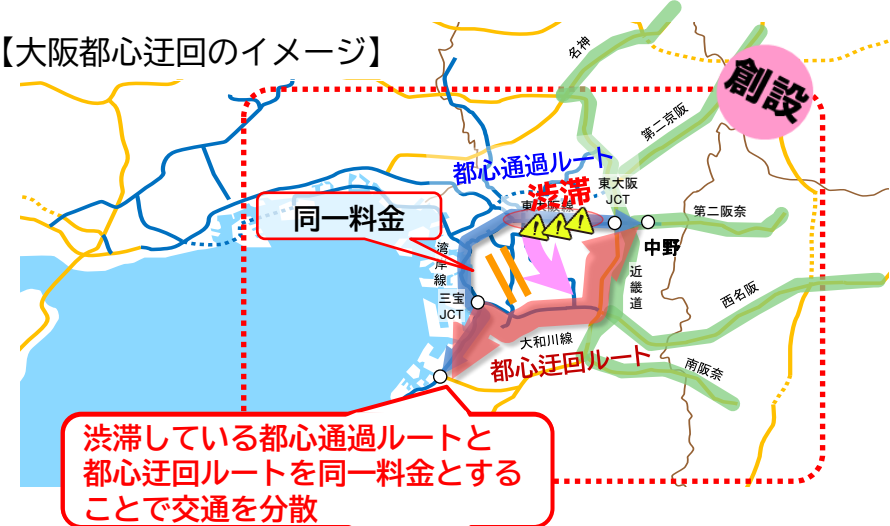 【大阪都心迂回のイメージ】
名神
創設
第二京阪
都心通過ルート
渋滞
東大阪
JCT
東大阪線
同一料金
第二阪奈
中野
湾岸線
近畿道
三宝
JCT
西名阪
大和川線
都心迂回ルート
南阪奈
渋滞している都心通過ルートと
都心迂回ルートを同一料金とする
ことで交通を分散